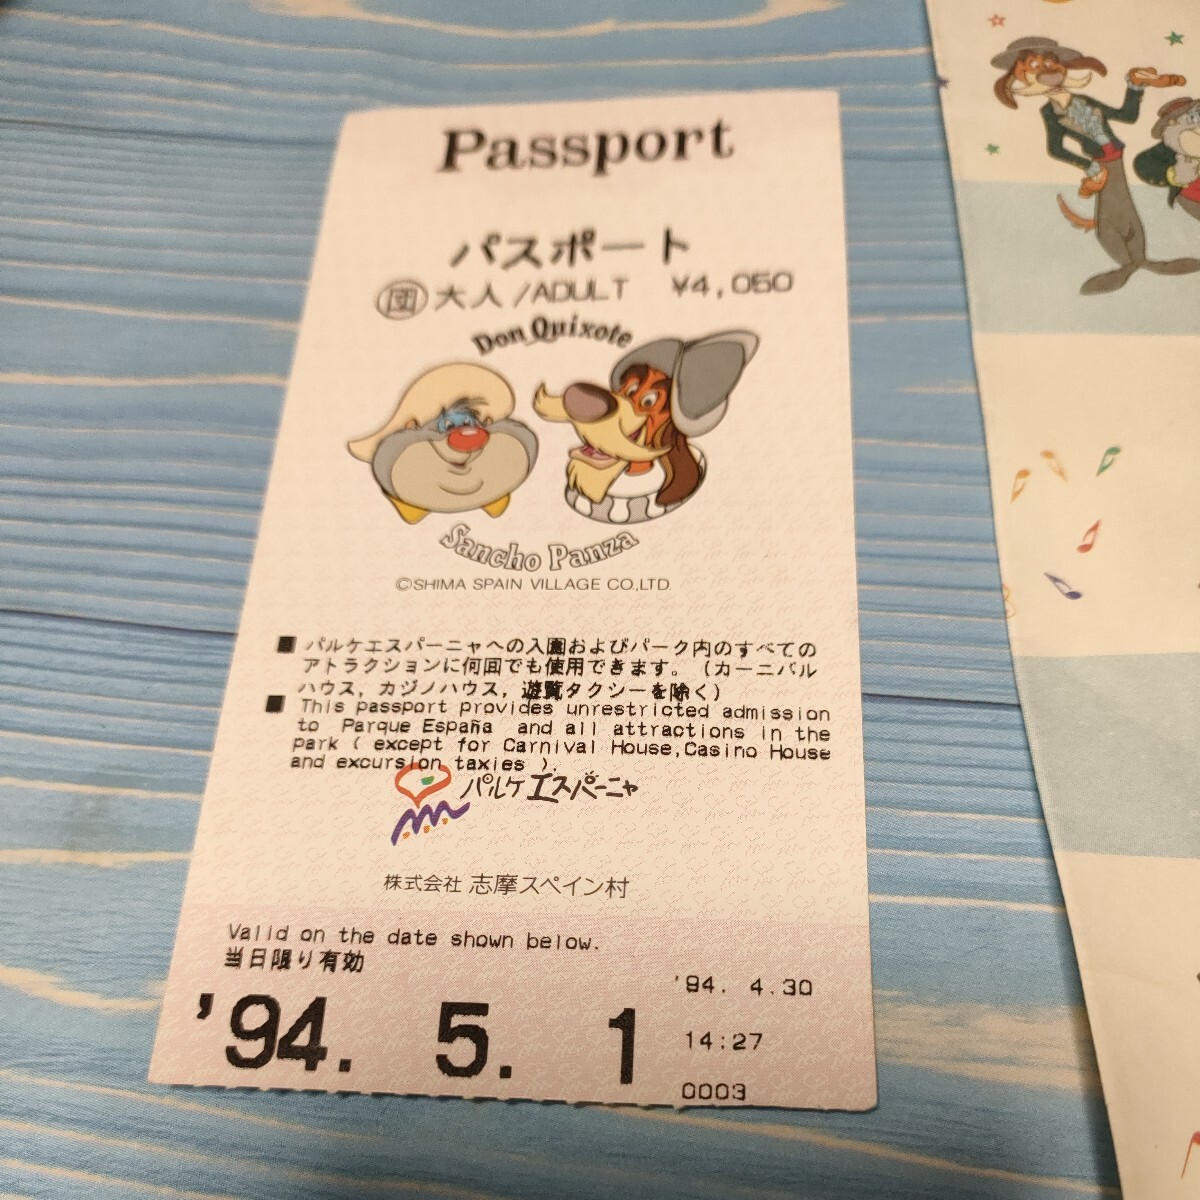 Passport
パスポート
団 大人/ADULT ¥4,050
Don Quixote
Sancho Panza
©SHIMA SPAIN VILLAGE CO.,LTD.
■ パルケエスパーニャへの入園およびパーク内のすべての
アトラクションに何回でも使用できます。(カーニバル
ハウス,カジノハウス,遊覧タクシーを除く)
■ This passport provides unrestricted admission
to Parque España and all attractions in the
park ( except for Carnival House,Casino House
and excursion taxies ).
パルケエスパーニャ
株式会社 志摩スペイン村
Valid on the date shown below.
当日限り有効
'94. 5. 1
'94. 4.30
14:27
0003